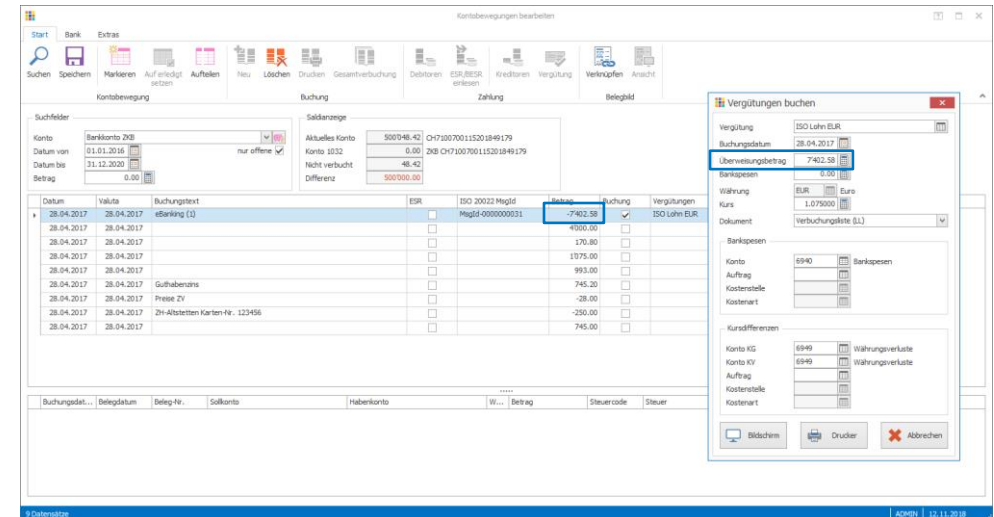 Kontobewegungen bearbeiten
Start Bank Extras
Suchen Speichern Markieren Auf erledigt setzen Aufteilen Neu Löschen Drucken Gesamtverbuchung Debitoren ESR/BESR einlesen Kreditoren Vergütung Verknüpfen Ansicht
Kontobewegung Buchung Zahlung Belegbild
Suchfelder
Konto Bankkonto ZKB
Datum von 01.01.2016 nur offene
Datum bis 31.12.2020
Betrag 0.00
Saldianzeige
Aktuelles Konto 500'048.42 CH7100700115201849179
Konto 1032 0.00 ZKB CH7100700115201849179
Nicht verbucht 48.42
Differenz 500'000.00
Datum Valuta Buchungstext ESR ISO 20022 MsgId Betrag Buchung Vergütungen
28.04.2017 28.04.2017 eBanking (1) MsgId-0000000031 -7'402.58 ISO Lohn EUR
28.04.2017 28.04.2017 4'000.00
28.04.2017 28.04.2017 170.80
28.04.2017 28.04.2017 1'075.00
28.04.2017 28.04.2017 993.00
28.04.2017 28.04.2017 Guthabenzins 745.20
28.04.2017 28.04.2017 Preise ZV -28.00
28.04.2017 28.04.2017 ZH-Altstetten Karten-Nr. 123456 -250.00
28.04.2017 28.04.2017 745.00
Buchungsdat... Belegdatum Beleg-Nr. Sollkonto Habenkonto W... Betrag Steuercode Steuer
Vergütungen buchen
Vergütung ISO Lohn EUR
Buchungsdatum 28.04.2017
Überweisungsbetrag 7'402.58
Bankspesen 0.00
Währung EUR Euro
Kurs 1.075000
Dokument Verbuchungsliste (LL)
Bankspesen
Konto 6940 Bankspesen
Auftrag
Kostenstelle
Kostenart
Kursdifferenzen
Konto KG 6949 Währungsverluste
Konto KV 6949 Währungsverluste
Auftrag
Kostenstelle
Kostenart
Bildschirm Drucker Abbrechen
9 Datensätze ADMIN 12.11.2018